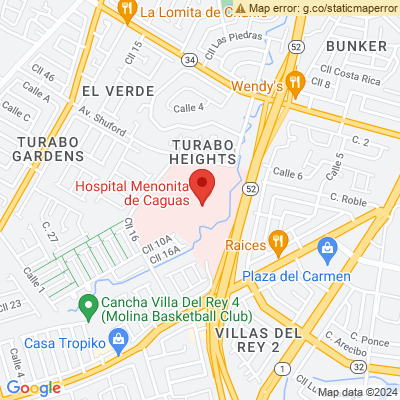 Map error: g.co/staticmaperror
La Lomita de
Cll Las Piedras
Cll 15
34
52
BUNKER
Cll 46
Cll Costa Rica
Wendy's
Cll 8
EL VERDE
Calle A
Calle 4
Av. Shuford
Calle C
C. 2
TURABO
GARDENS
TURABO
HEIGHTS
Calle 5
Calle 6
Hospital Menonita
de Caguas
52
C. Roble
C. 27
Cll 16
Cll 10A
Cll 16A
Raices
Plaza del Carmen
Calle 1
Cll 23
Cancha Villa Del Rey 4
(Molina Basketball Club)
VILLAS DEL
REY 2
C. Ponce
C. Arecibo
Casa Tropiko
Calle 4
1
32
Google
Map data ©2024